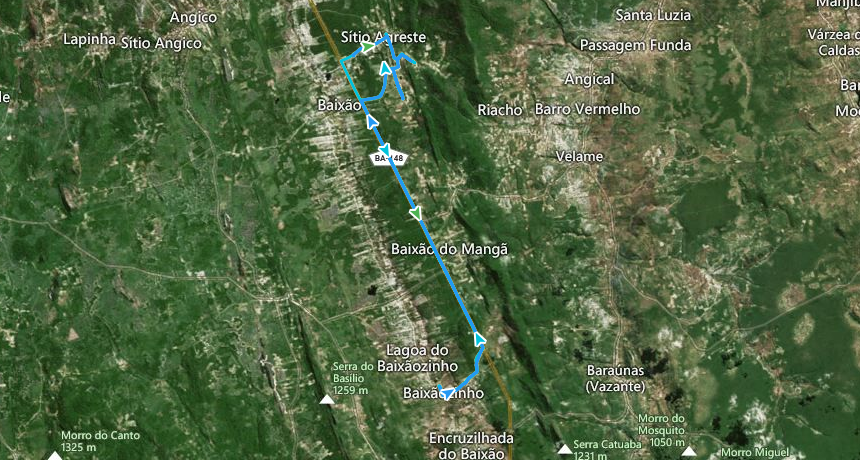 Angico
Lapinha
Sítio Angico
Sítio Agreste
Santa Luzia
Passagem Funda
Várzea d
Caldas
Angical
Baixão
Riacho
Barro Vermelho
Velame
Baixão do Mangã
Lagoa do
Baixãozinho
Serra do
Basílio
1259 m
Baixãozinho
Baraúnas
(Vazante)
Morro do
Mosquito
1050 m
Morro do Canto
1325 m
Encruzilhada
do Baixão
Serra Catuaba
1231 m
Morro Miguel